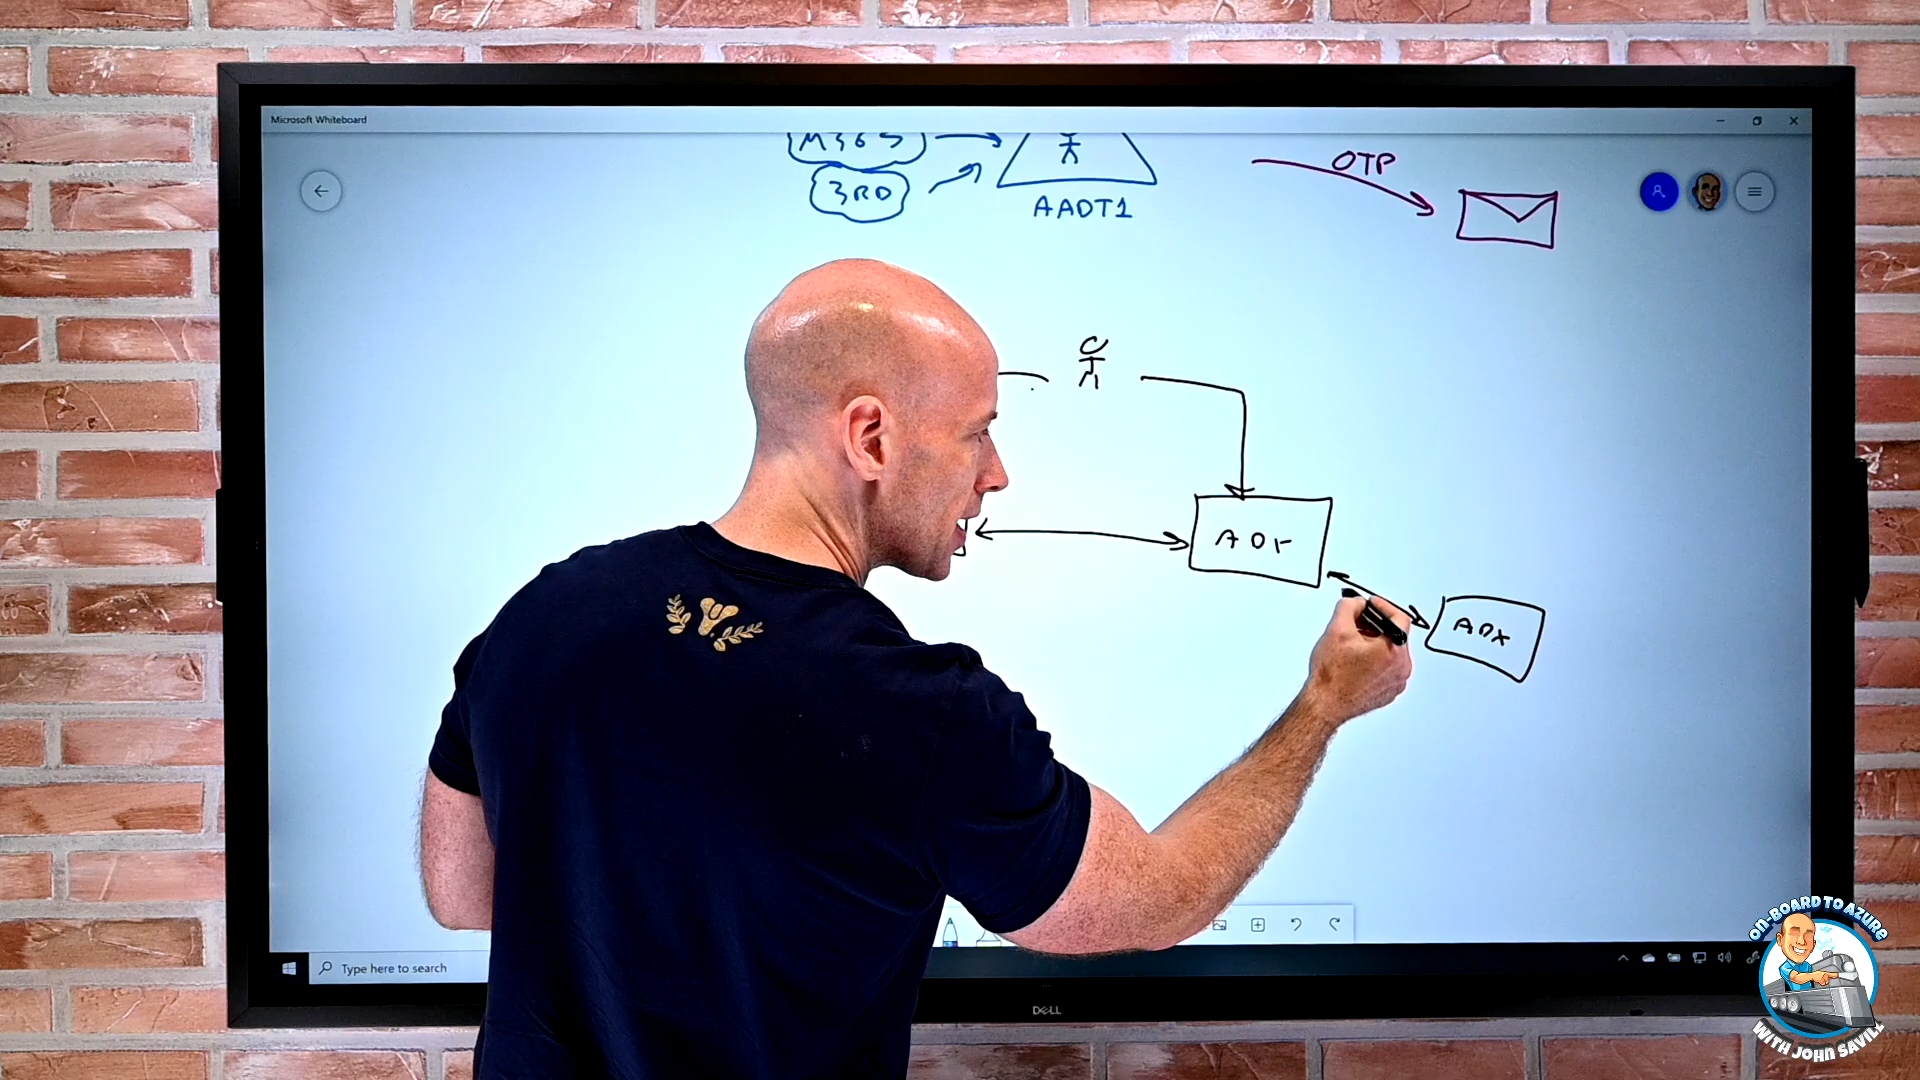 Microsoft Whiteboard
M365
OTP
3RD
AADT1
ADX
Type here to search
DELL
ON-BOARD TO AZURE
WITH JOHN SAVILL